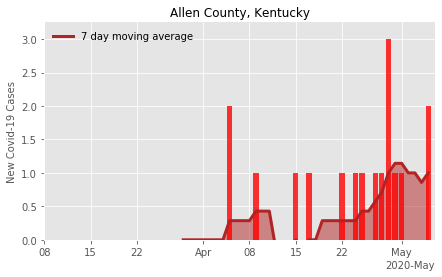 Allen County, Kentucky
7 day moving average
New Covid-19 Cases
3.0
2.5
2.0
1.5
1.0
0.5
0.0
08 15 22 Apr 08 15 22 May
2020-May